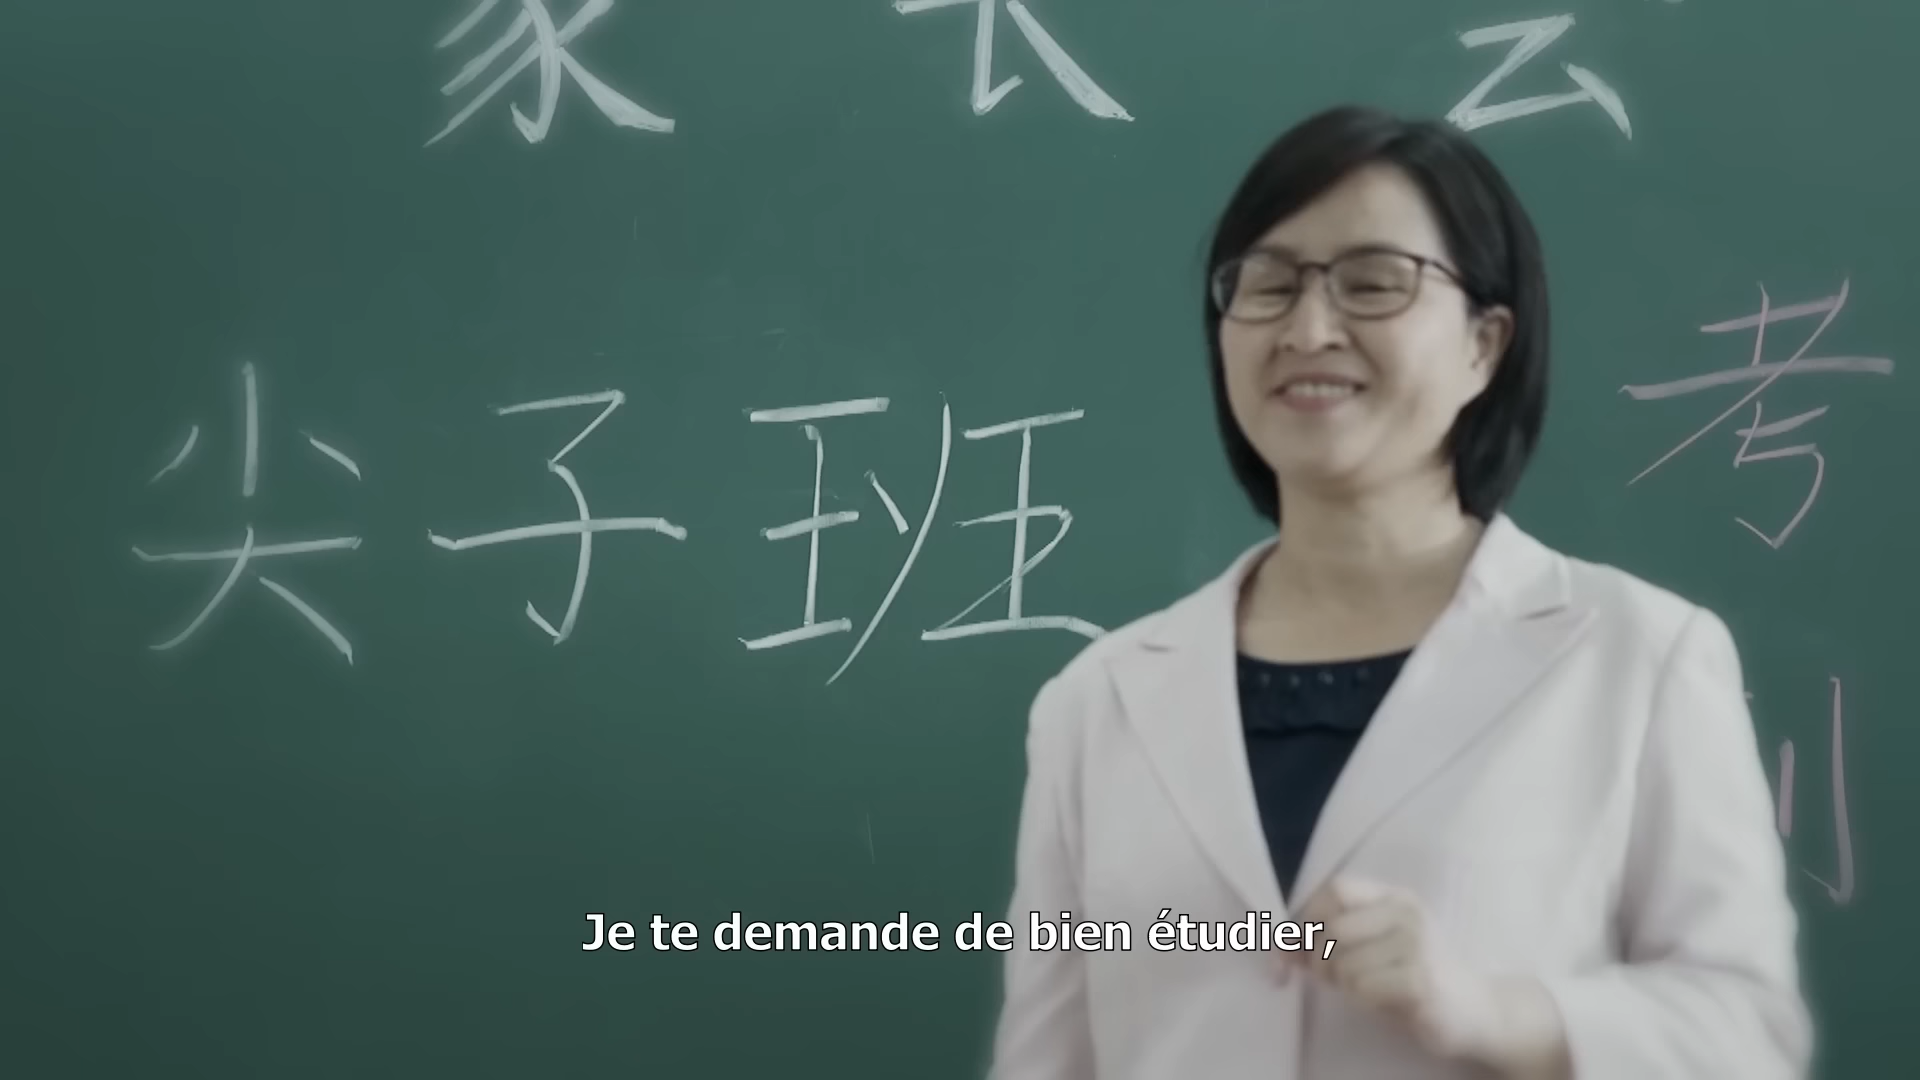 家长会
尖子班
考
Je te demande de bien étudier,